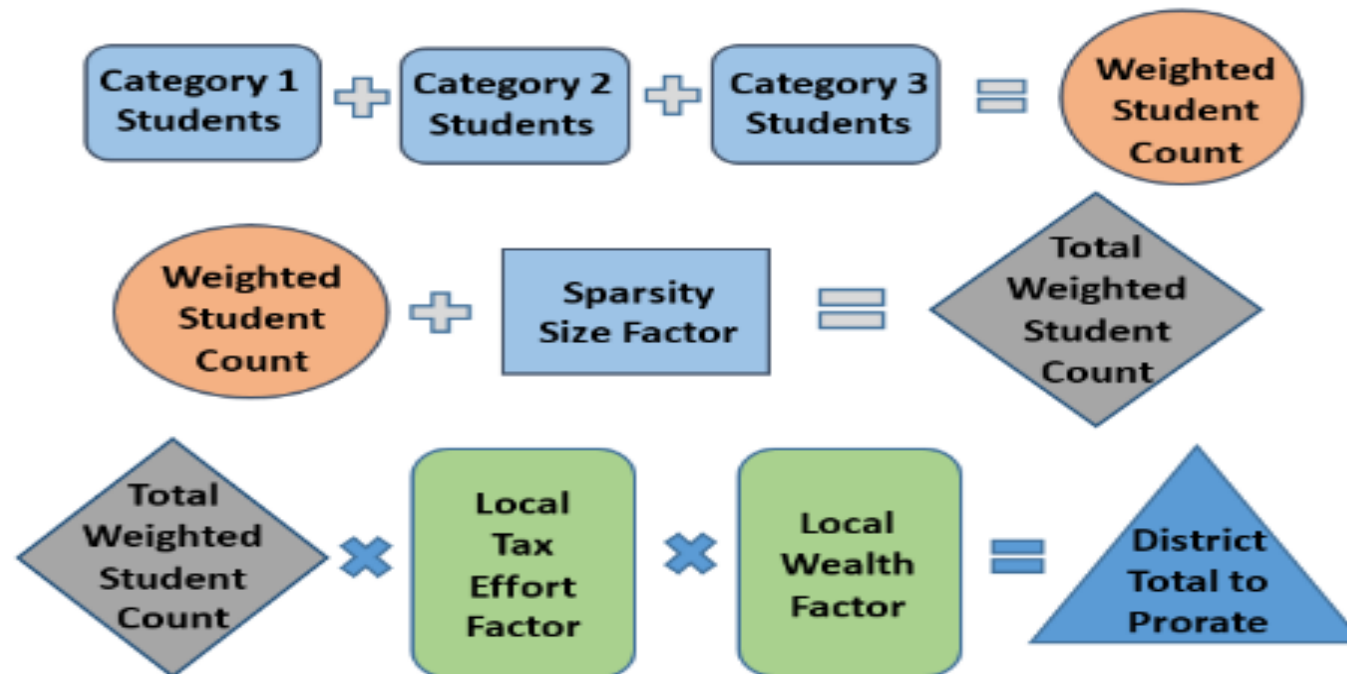 Category 1
Students
+
Category 2
Students
+
Category 3
Students
=
Weighted
Student
Count
Weighted
Student
Count
+
Sparsity
Size Factor
=
Total
Weighted
Student
Count
Total
Weighted
Student
Count
×
Local
Tax
Effort
Factor
×
Local
Wealth
Factor
=
District
Total to
Prorate